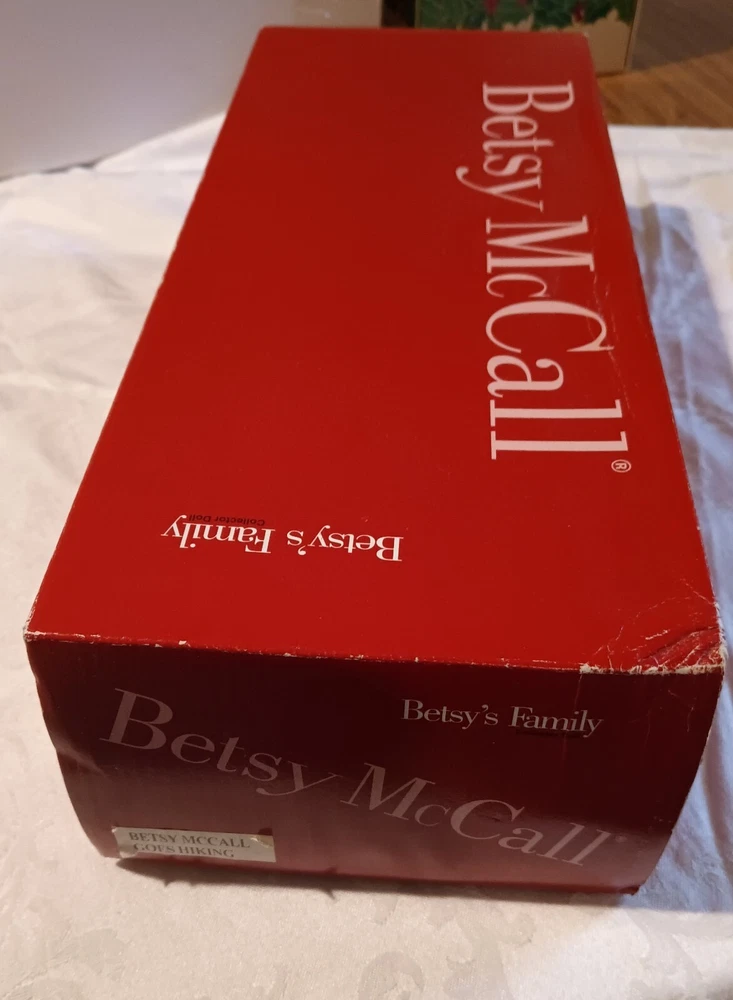 Betsy McCall®
Betsy's Family
Collector Doll
Betsy's Family
Betsy McCall
BETSY MCCALL
GOES HIKING